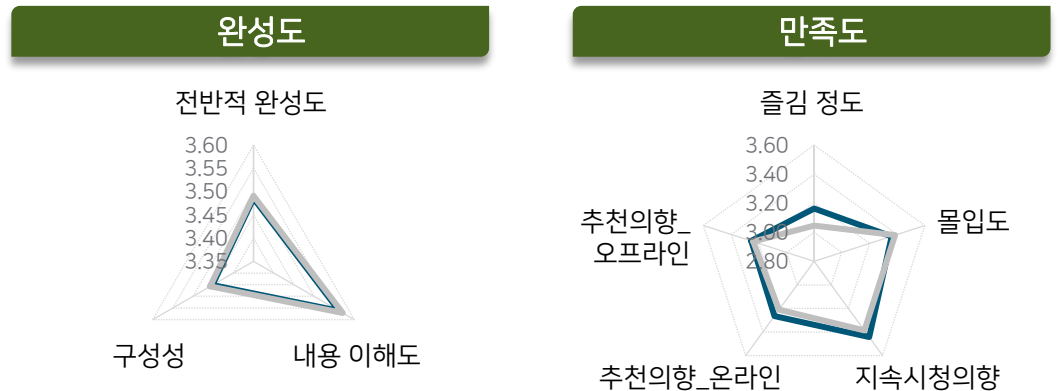 완성도
전반적 완성도
3.60
3.55
3.50
3.45
3.40
3.35
구성성
내용 이해도
만족도
즐김 정도
3.60
3.40
3.20
3.00
2.80
추천의향_
오프라인
몰입도
추천의향_온라인
지속시청의향